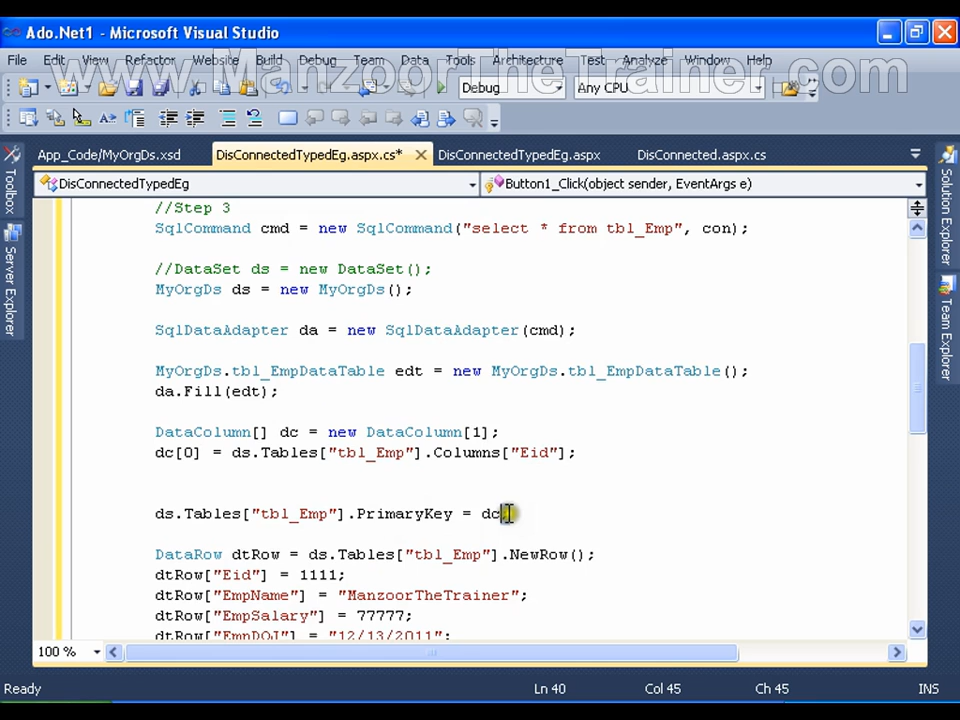 Ado.Net1 - Microsoft Visual Studio
File Edit View Refactor Website Build Debug Team Data Tools Architecture Test Analyze Window Help
www.ManzoorTheTrainer.com
Debug Any CPU
App_Code/MyOrgDs.xsd DisConnectedTypedEg.aspx.cs* DisConnectedTypedEg.aspx DisConnected.aspx.cs
DisConnectedTypedEg Button1_Click(object sender, EventArgs e)
Toolbox
Server Explorer
Solution Explorer
Team Explorer
//Step 3
SqlCommand cmd = new SqlCommand("select * from tbl_Emp", con);
//DataSet ds = new DataSet();
MyOrgDs ds = new MyOrgDs();
SqlDataAdapter da = new SqlDataAdapter(cmd);
MyOrgDs.tbl_EmpDataTable edt = new MyOrgDs.tbl_EmpDataTable();
da.Fill(edt);
DataColumn[] dc = new DataColumn[1];
dc[0] = ds.Tables["tbl_Emp"].Columns["Eid"];
ds.Tables["tbl_Emp"].PrimaryKey = dc;
DataRow dtRow = ds.Tables["tbl_Emp"].NewRow();
dtRow["Eid"] = 1111;
dtRow["EmpName"] = "ManzoorTheTrainer";
dtRow["EmpSalary"] = 77777;
dtRow["EmpDOJ"] = "12/13/2011";
100 %
Ready Ln 40 Col 45 Ch 45 INS